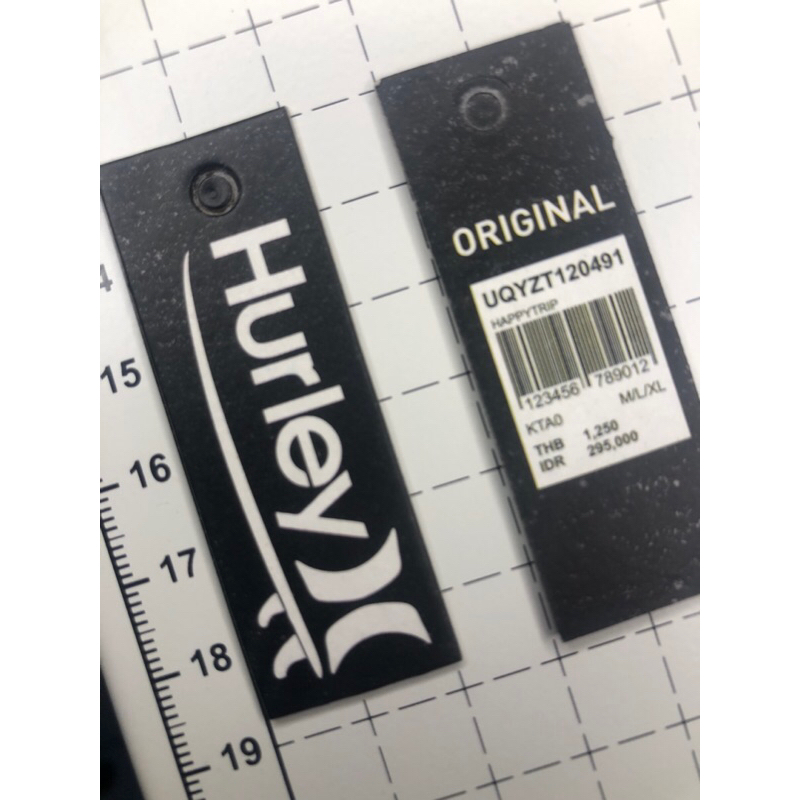 Hurley
ORIGINAL
UQYZT120491
HAPPYTRIP
123456 789012
KTA0 M/L/XL
THB 1,250
IDR 295,000
4
15
16
17
18
19